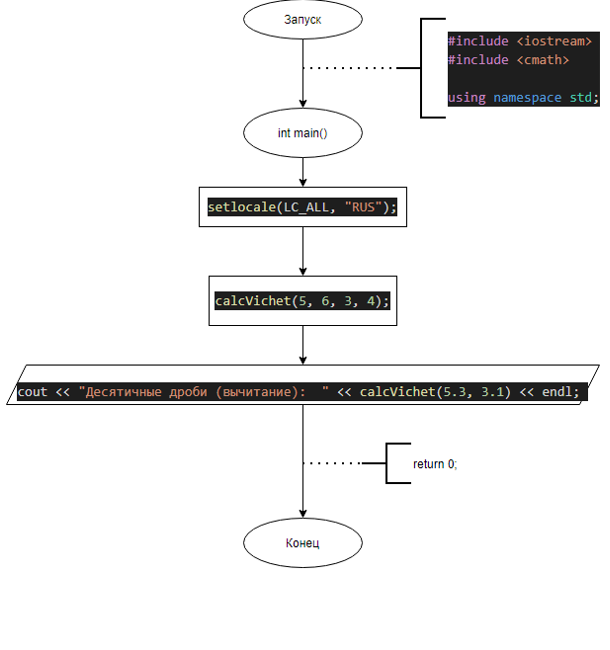 Запуск
#include <iostream>
#include <cmath>
using namespace std;
int main()
setlocale(LC_ALL, "RUS");
calcVichet(5, 6, 3, 4);
cout << "Десятичные дроби (вычитание):  " << calcVichet(5.3, 3.1) << endl;
return 0;
Конец